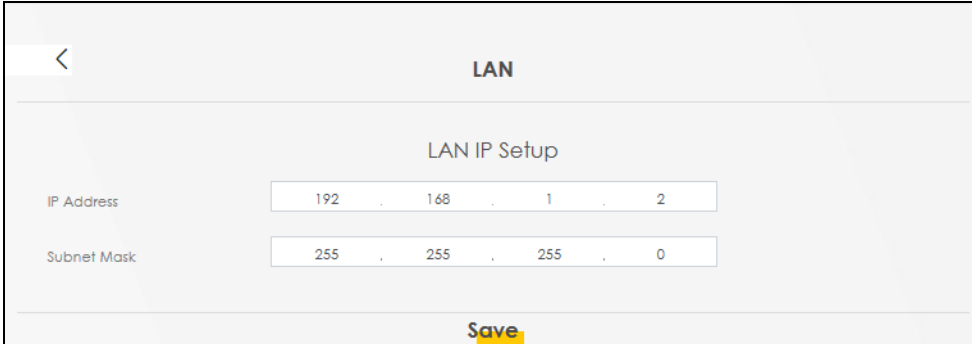 LAN
LAN IP Setup
IP Address 192 . 168 . 1 . 2
Subnet Mask 255 . 255 . 255 . 0
Save